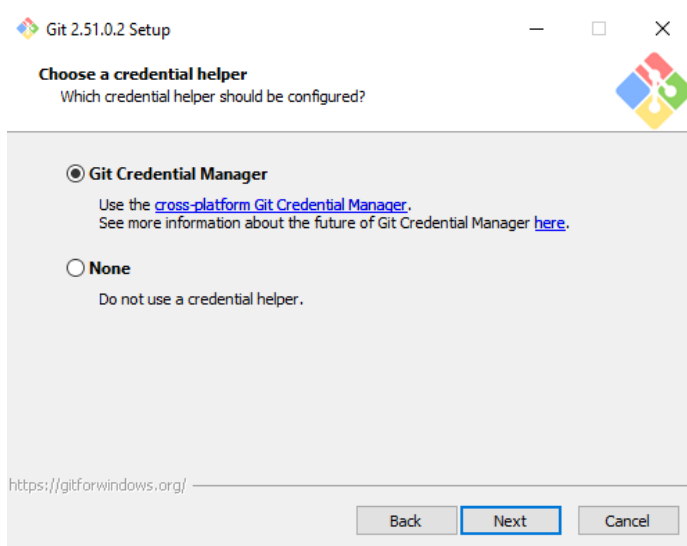 Git 2.51.0.2 Setup
Choose a credential helper
Which credential helper should be configured?
Git Credential Manager
Use the cross-platform Git Credential Manager.
See more information about the future of Git Credential Manager here.
None
Do not use a credential helper.
https://gitforwindows.org/
Back Next Cancel